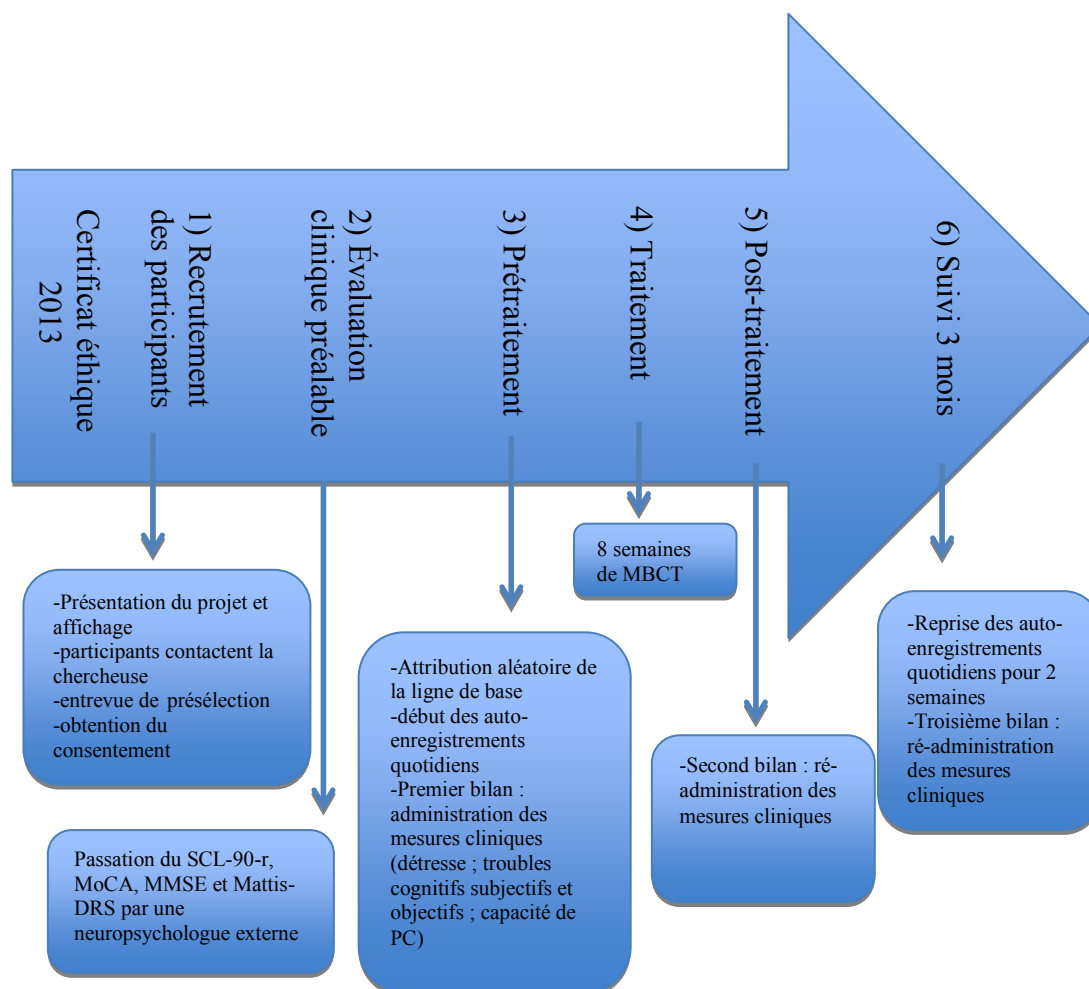 Certificat éthique
2013
1) Recrutement
des participants
2) Évaluation
clinique préalable
3) Prétraitement
4) Traitement
5) Post-traitement
6) Suivi 3 mois
-Présentation du projet et
affichage
-participants contactent la
chercheuse
-entrevue de présélection
-obtention du
consentement
Passation du SCL-90-r,
MoCA, MMSE et Mattis-
DRS par une
neuropsychologue externe
-Attribution aléatoire de
la ligne de base
-début des auto-
enregistrements
quotidiens
-Premier bilan :
administration des
mesures cliniques
(détresse ; troubles
cognitifs subjectifs et
objectifs ; capacité de
PC)
8 semaines
de MBCT
-Second bilan : ré-
administration des
mesures cliniques
-Reprise des auto-
enregistrements
quotidiens pour 2
semaines
-Troisième bilan :
ré-administration
des mesures
cliniques